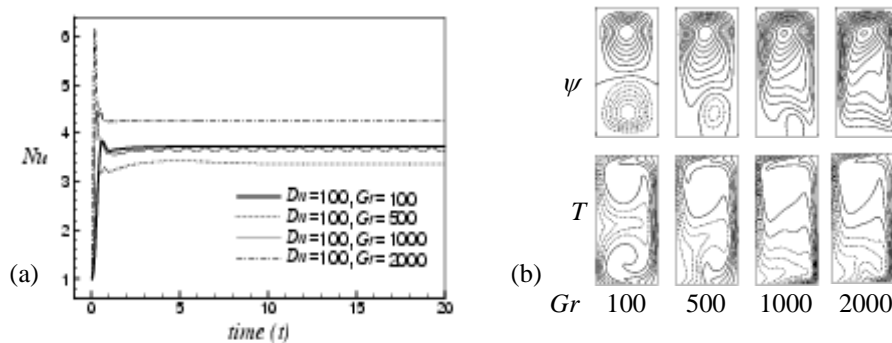 6
5
4
3
2
1
Nu
Dn=100, Gr=100
Dn=100, Gr=500
Dn=100, Gr=1000
Dn=100, Gr=2000
0 5 10 15 20
time (t)
(a)
ψ
T
(b)
Gr 100 500 1000 2000